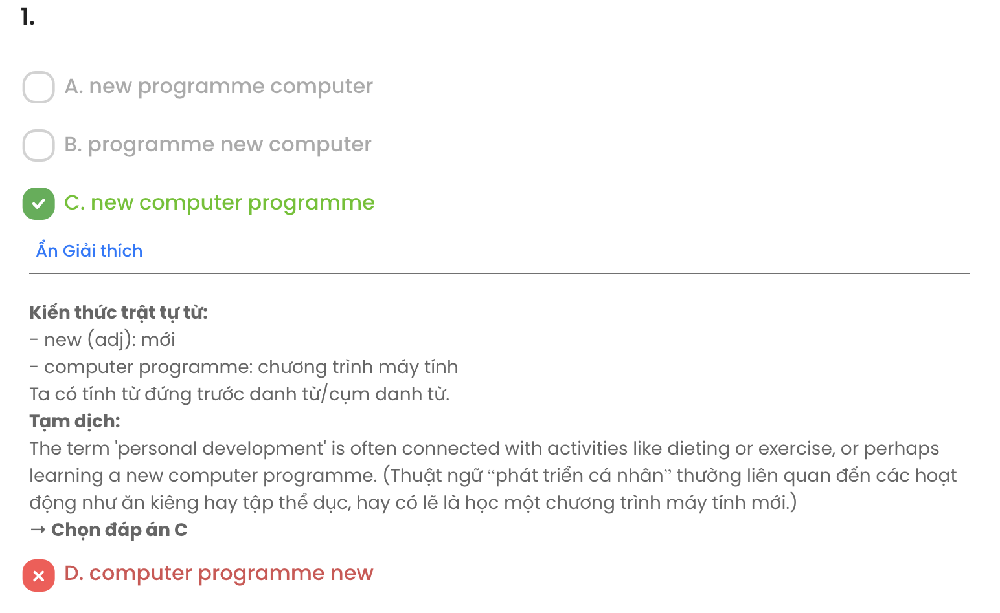 1.
A. new programme computer
B. programme new computer
C. new computer programme
Ẩn Giải thích
Kiến thức trật tự từ:
- new (adj): mới
- computer programme: chương trình máy tính
Ta có tính từ đứng trước danh từ/cụm danh từ.
Tạm dịch:
The term 'personal development' is often connected with activities like dieting or exercise, or perhaps
learning a new computer programme. (Thuật ngữ “phát triển cá nhân” thường liên quan đến các hoạt
động như ăn kiêng hay tập thể dục, hay có lẽ là học một chương trình máy tính mới.)
→ Chọn đáp án C
D. computer programme new